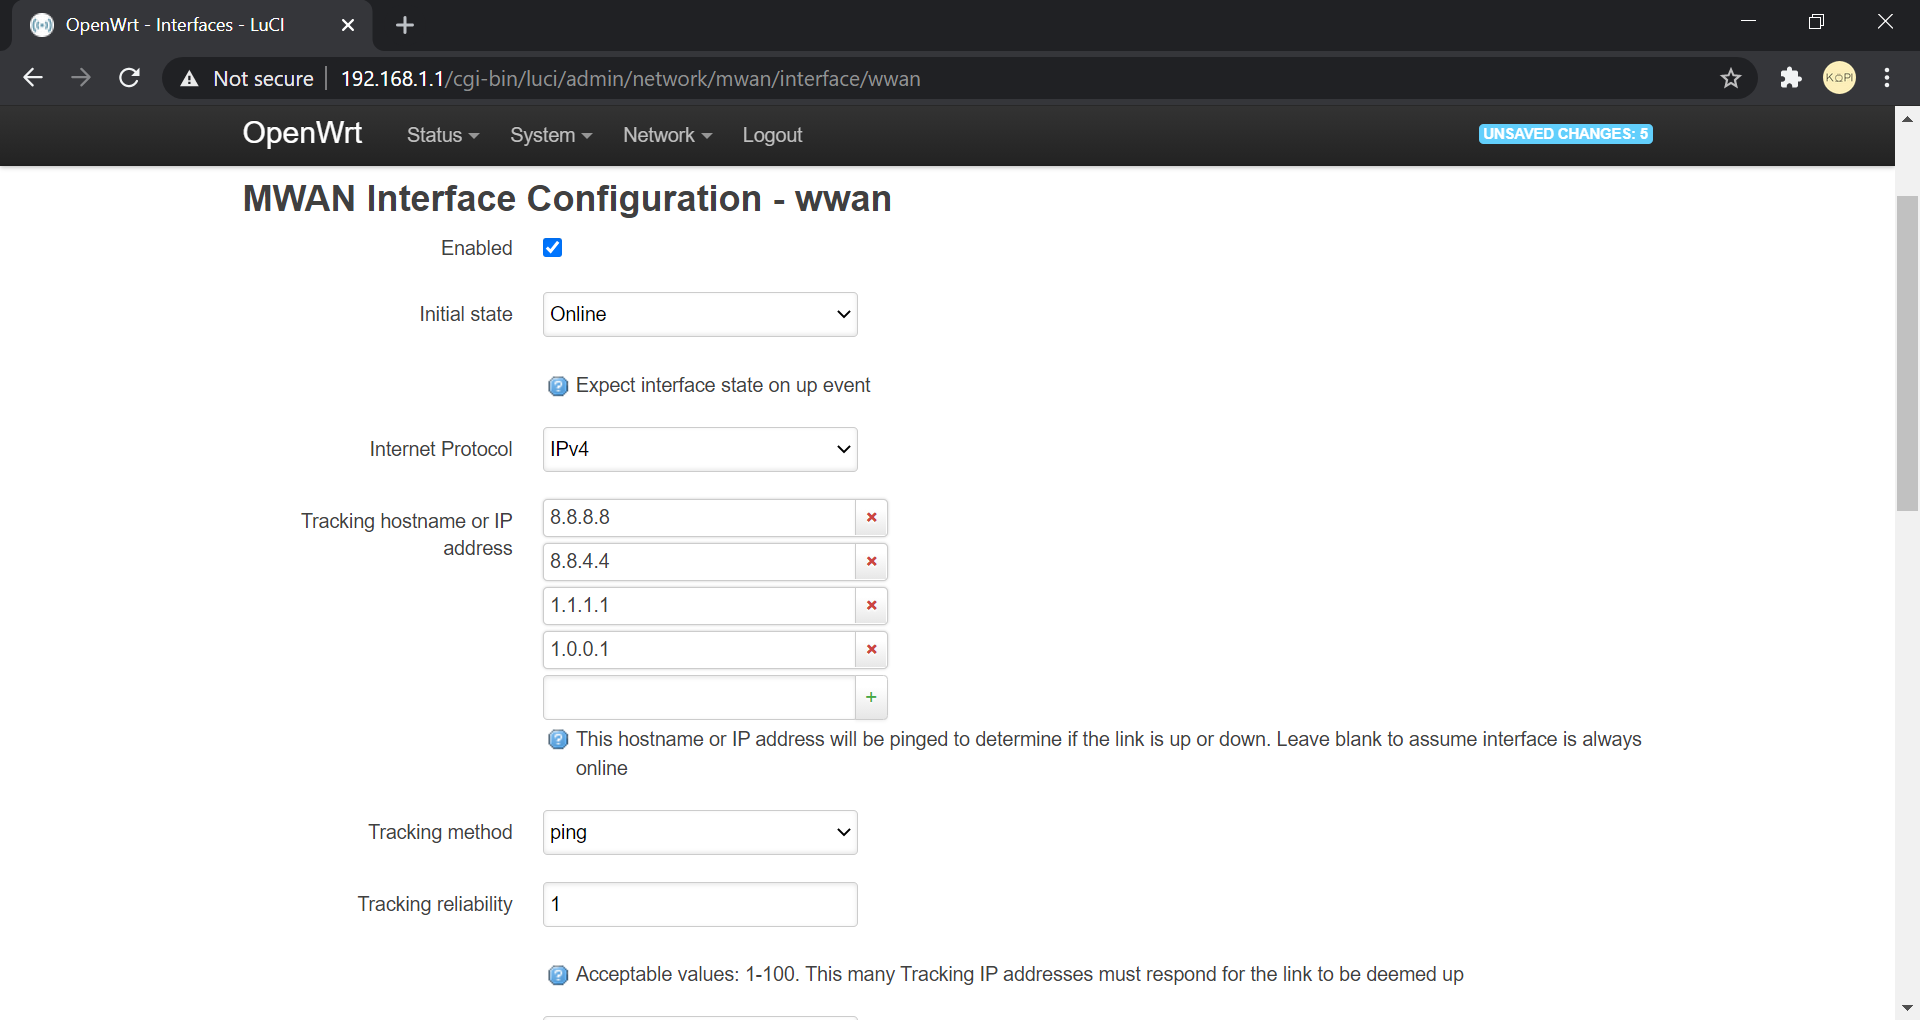 OpenWrt - Interfaces - LuCI
Not secure 192.168.1.1/cgi-bin/luci/admin/network/mwan/interface/wwan
KOPI
OpenWrt Status System Network Logout UNSAVED CHANGES: 5
MWAN Interface Configuration - wwan
Enabled
Initial state Online
Expect interface state on up event
Internet Protocol IPv4
Tracking hostname or IP address
8.8.8.8
8.8.4.4
1.1.1.1
1.0.0.1
This hostname or IP address will be pinged to determine if the link is up or down. Leave blank to assume interface is always
online
Tracking method ping
Tracking reliability 1
Acceptable values: 1-100. This many Tracking IP addresses must respond for the link to be deemed up